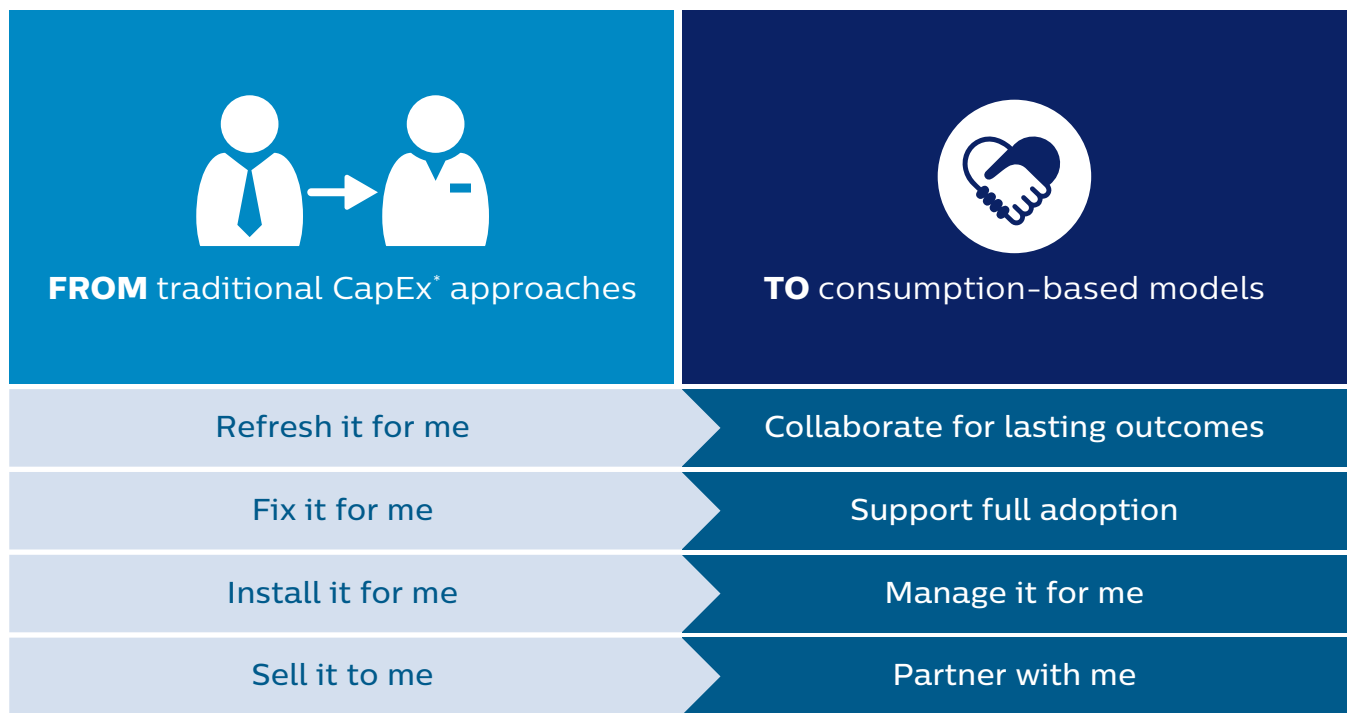 FROM traditional CapEx* approaches
TO consumption-based models
Refresh it for me
Collaborate for lasting outcomes
Fix it for me
Support full adoption
Install it for me
Manage it for me
Sell it to me
Partner with me